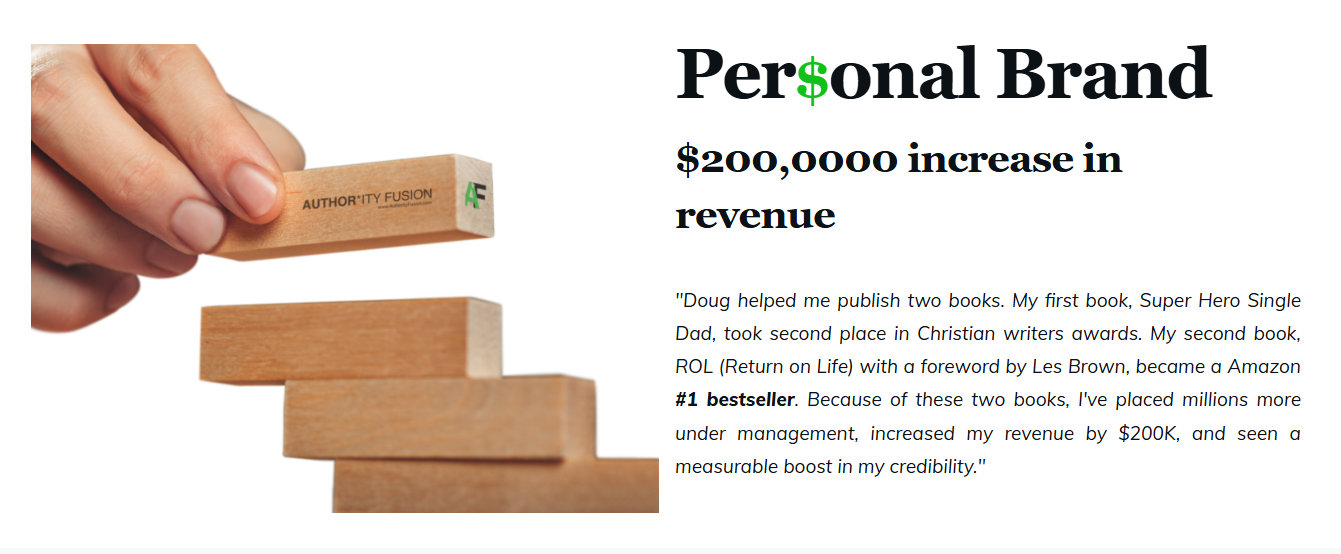 Per$onal Brand
$200,0000 increase in
revenue
AUTHOR*ITY FUSION
AF
"Doug helped me publish two books. My first book, Super Hero Single
Dad, took second place in Christian writers awards. My second book,
ROL (Return on Life) with a foreword by Les Brown, became a Amazon
#1 bestseller. Because of these two books, I've placed millions more
under management, increased my revenue by $200K, and seen a
measurable boost in my credibility."